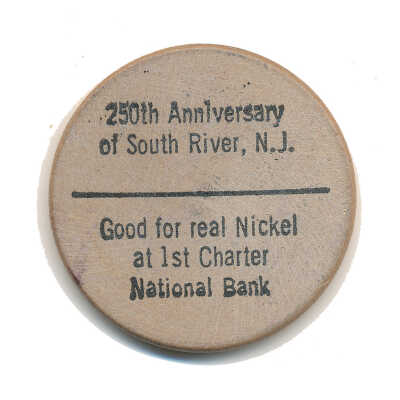 250th Anniversary
of South River, N.J.
Good for real Nickel
at 1st Charter
National Bank